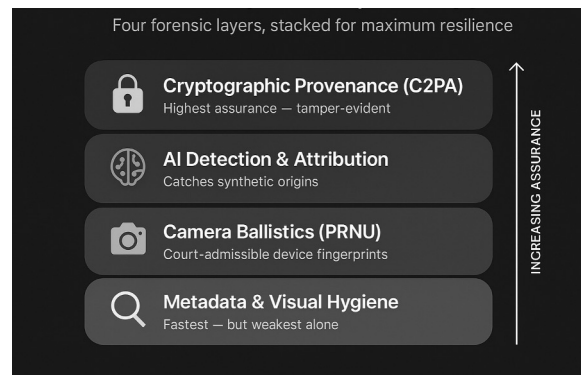 Four forensic layers, stacked for maximum resilience
Cryptographic Provenance (C2PA)
Highest assurance — tamper-evident
AI Detection & Attribution
Catches synthetic origins
Camera Ballistics (PRNU)
Court-admissible device fingerprints
Metadata & Visual Hygiene
Fastest — but weakest alone
INCREASING ASSURANCE